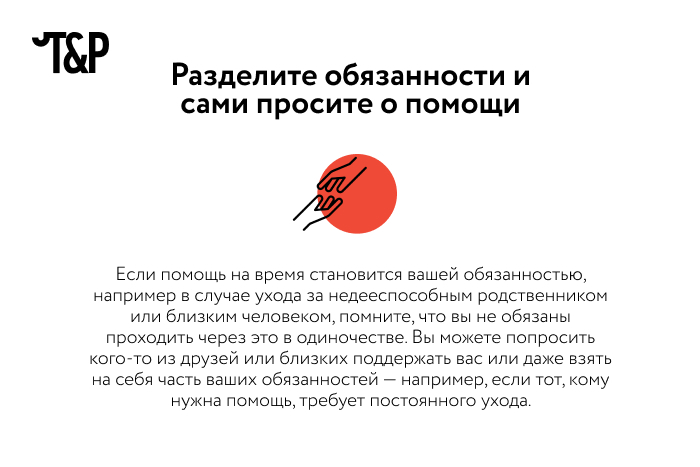 T&P
Разделите обязанности и
сами просите о помощи
Если помощь на время становится вашей обязанностью,
например в случае ухода за недееспособным родственником
или близким человеком, помните, что вы не обязаны
проходить через это в одиночестве. Вы можете попросить
кого-то из друзей или близких поддержать вас или даже взять
на себя часть ваших обязанностей — например, если тот, кому
нужна помощь, требует постоянного ухода.